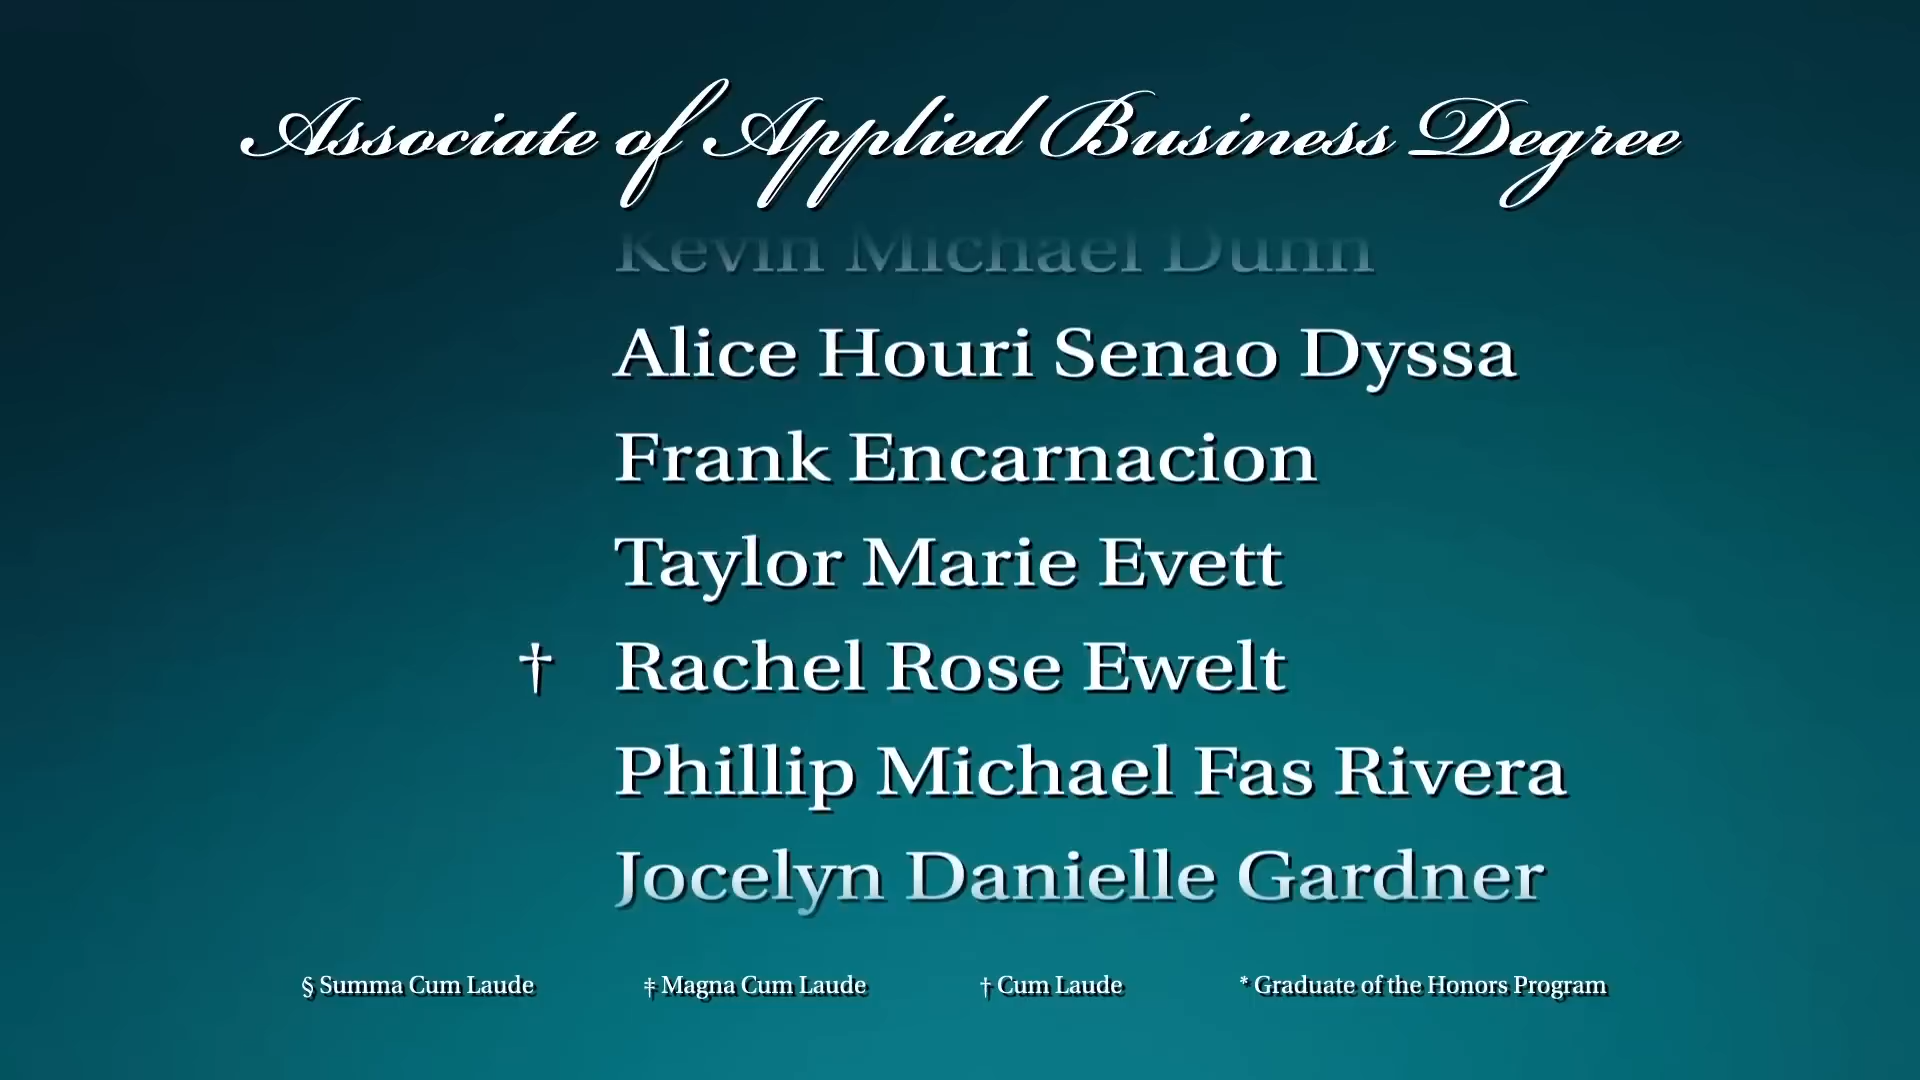 Associate of Applied Business Degree
Kevin Michael Dunn
Alice Houri Senao Dyssa
Frank Encarnacion
Taylor Marie Evett
† Rachel Rose Ewelt
Phillip Michael Fas Rivera
Jocelyn Danielle Gardner
§ Summa Cum Laude ‡ Magna Cum Laude † Cum Laude * Graduate of the Honors Program